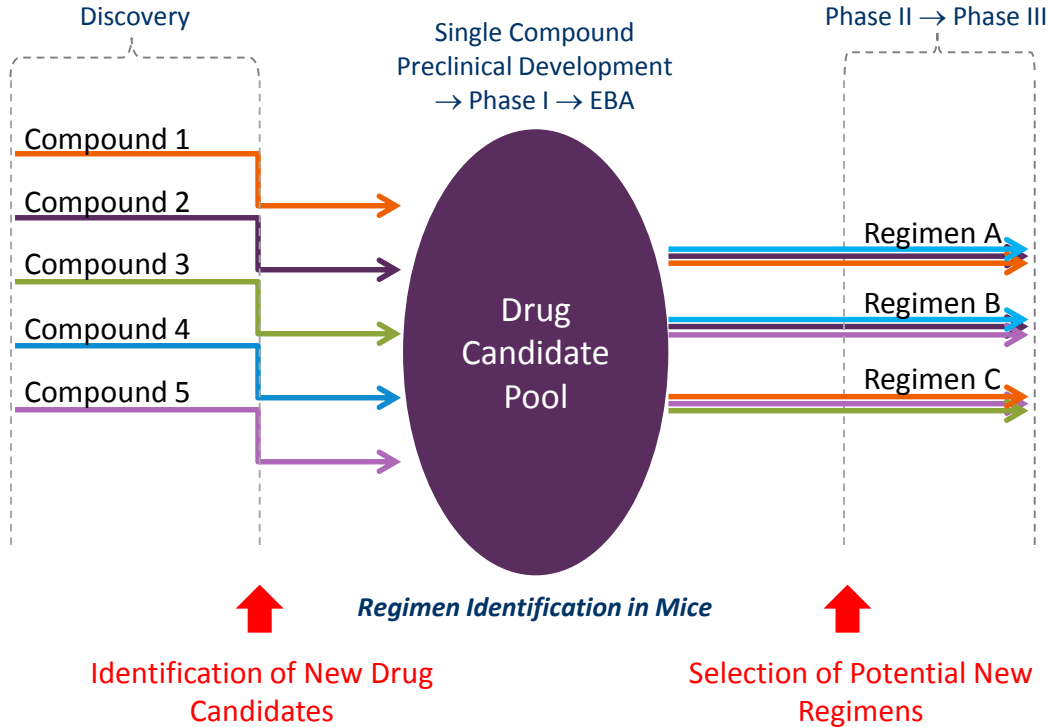 Discovery
Single Compound
Preclinical Development
→ Phase I → EBA
Phase II → Phase III
Compound 1
Compound 2
Compound 3
Compound 4
Compound 5
Drug
Candidate
Pool
Regimen A
Regimen B
Regimen C
Regimen Identification in Mice
Identification of New Drug
Candidates
Selection of Potential New
Regimens